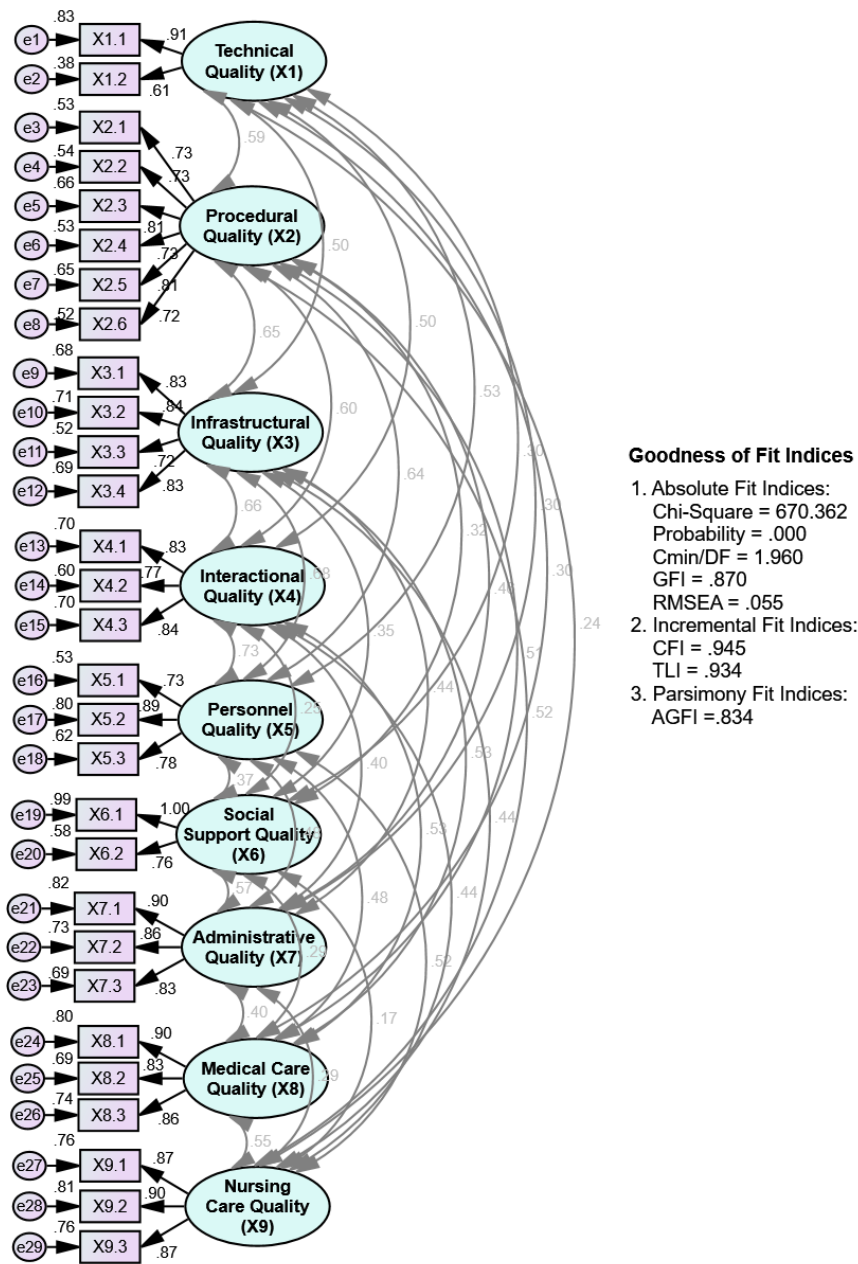 .83
e1
X1.1
.91
.38
e2
X1.2
.61
Technical
Quality (X1)
.59
.53
e3
X2.1
.73
.54
e4
X2.2
.73
.66
e5
X2.3
.81
.53
e6
X2.4
.73
.65
e7
X2.5
.81
.52
e8
X2.6
.72
Procedural
Quality (X2)
.50
.65
.50
.68
e9
X3.1
.83
.71
e10
X3.2
.84
.52
e11
X3.3
.72
.69
e12
X3.4
.83
Infrastructural
Quality (X3)
.60
.53
.64
.30
.66
.30
.32
.70
e13
X4.1
.83
.60
e14
X4.2
.77
.70
e15
X4.3
.84
Interactional
Quality (X4)
.30
.24
.35
.51
.73
.53
e16
X5.1
.73
.80
e17
X5.2
.89
.62
e18
X5.3
.78
Personnel
Quality (X5)
.25
.44
.52
.40
.53
.37
.99
e19
X6.1
1.00
.58
e20
X6.2
.76
Social
Support Quality
(X6)
.53
.44
.57
.48
.44
.82
e21
X7.1
.90
.73
e22
X7.2
.86
.69
e23
X7.3
.83
Administrative
Quality (X7)
.29
.52
.40
.17
.80
e24
X8.1
.90
.69
e25
X8.2
.83
.74
e26
X8.3
.86
Medical Care
Quality (X8)
.29
.55
.76
e27
X9.1
.87
.81
e28
X9.2
.90
.76
e29
X9.3
.87
Nursing
Care Quality
(X9)
Goodness of Fit Indices
1. Absolute Fit Indices:
Chi-Square = 670.362
Probability = .000
Cmin/DF = 1.960
GFI = .870
RMSEA = .055
2. Incremental Fit Indices:
CFI = .945
TLI = .934
3. Parsimony Fit Indices:
AGFI =.834